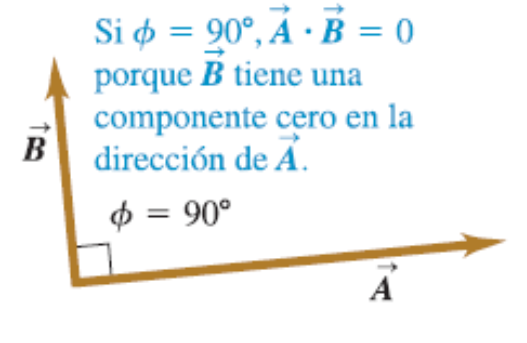 Si ϕ = 90°, A⃗ · B⃗ = 0
porque B⃗ tiene una
componente cero en la
dirección de A⃗.
B⃗
ϕ = 90°
A⃗